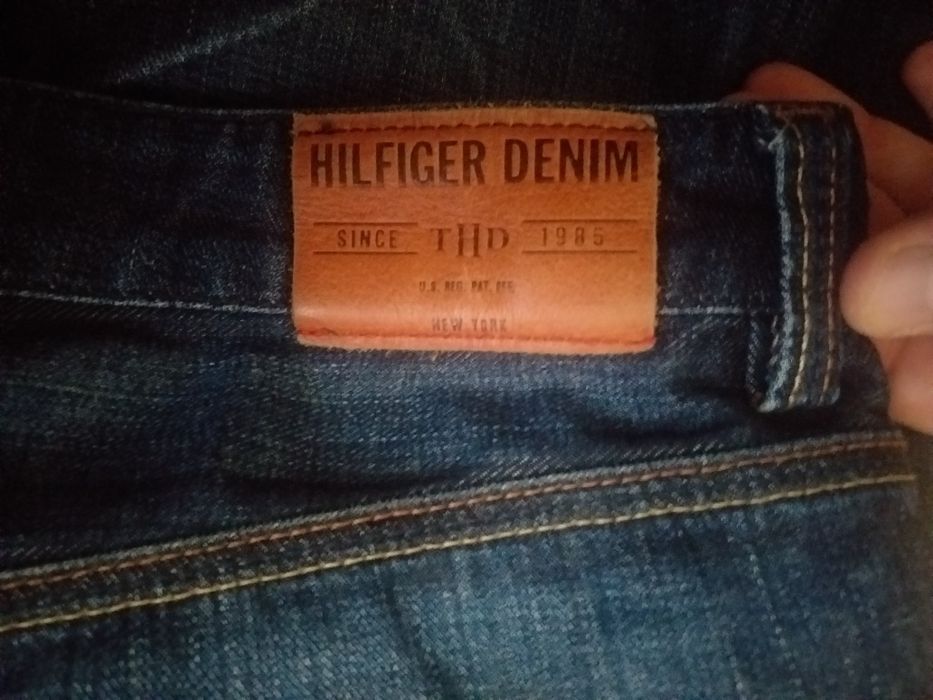 HILFIGER DENIM
SINCE THD 1985
U.S. REG. PAT. OFF.
NEW YORK